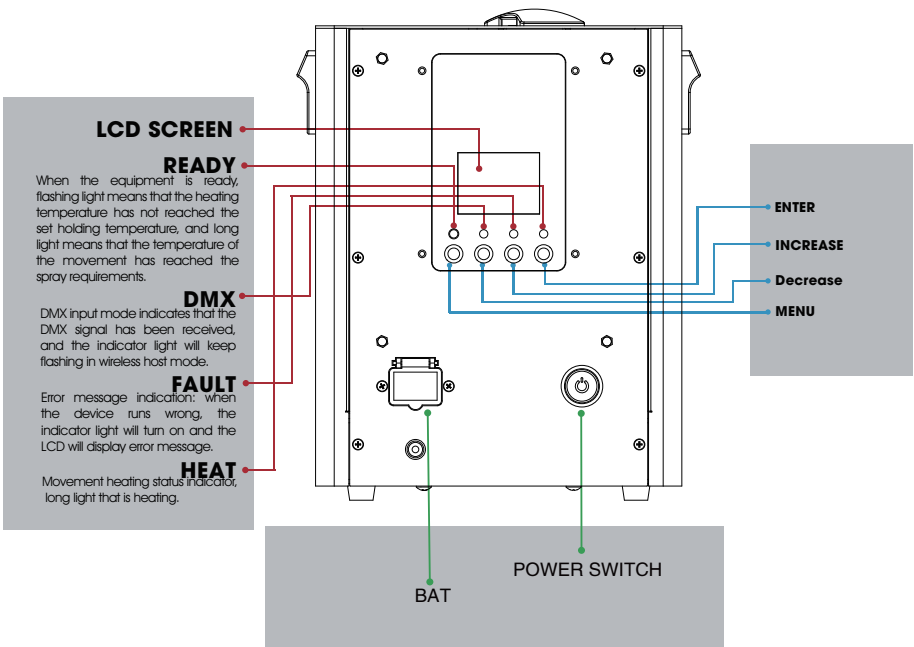 LCD SCREEN
READY
When the equipment is ready,
flashing light means that the heating
temperature has not reached the
set holding temperature, and long
light means that the temperature of
the movement has reached the
spray requirements.
DMX
DMX input mode indicates that the
DMX signal has been received,
and the indicator light will keep
flashing in wireless host mode.
FAULT
Error message indication: when
the device runs wrong, the
indicator light will turn on and the
LCD will display error message.
HEAT
Movement heating status indicator,
long light that is heating.
ENTER
INCREASE
Decrease
MENU
POWER SWITCH
BAT